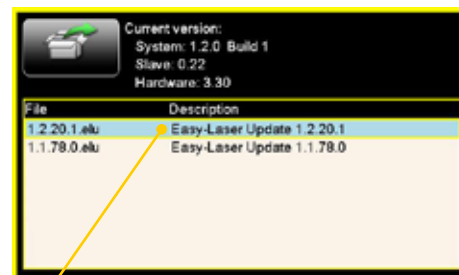 Current version:
System: 1.2.0 Build 1
Slave: 0.22
Hardware: 3.30
File Description
1.2.20.1.elu Easy-Laser Update 1.2.20.1
1.1.78.0.elu Easy-Laser Update 1.1.78.0